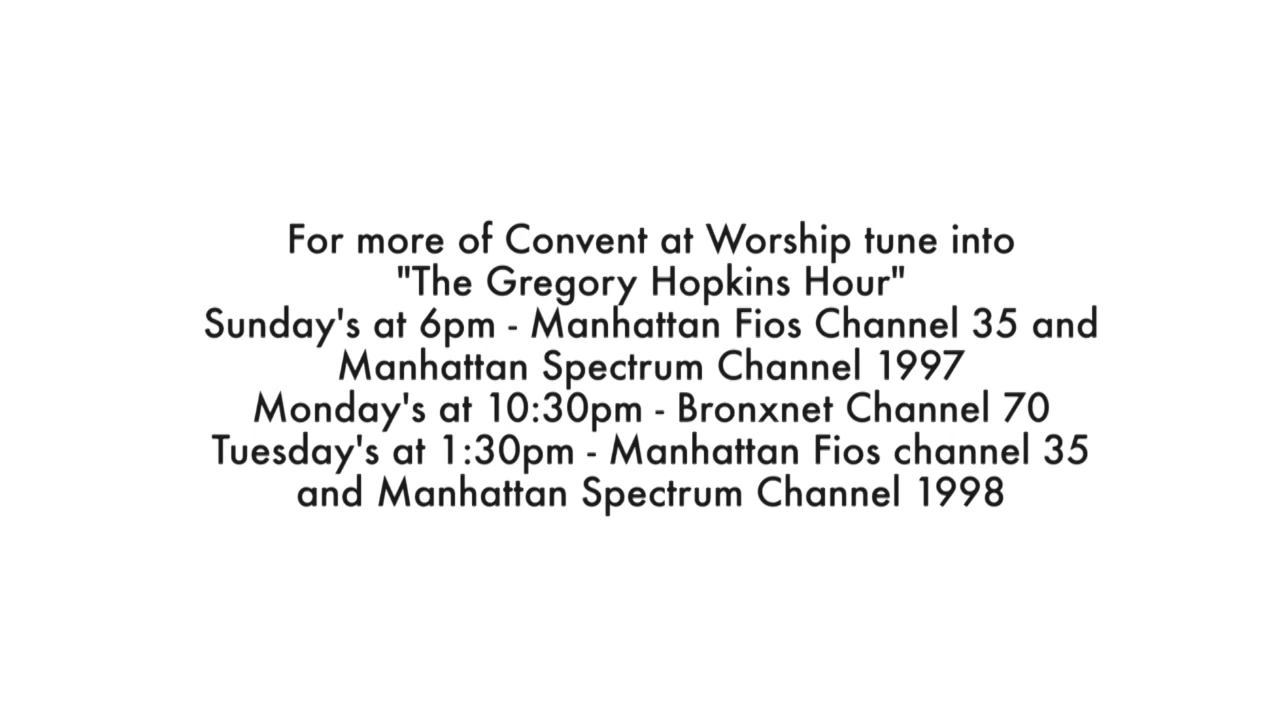 For more of Convent at Worship tune into
"The Gregory Hopkins Hour"
Sunday's at 6pm - Manhattan Fios Channel 35 and
Manhattan Spectrum Channel 1997
Monday's at 10:30pm - Bronxnet Channel 70
Tuesday's at 1:30pm - Manhattan Fios channel 35
and Manhattan Spectrum Channel 1998